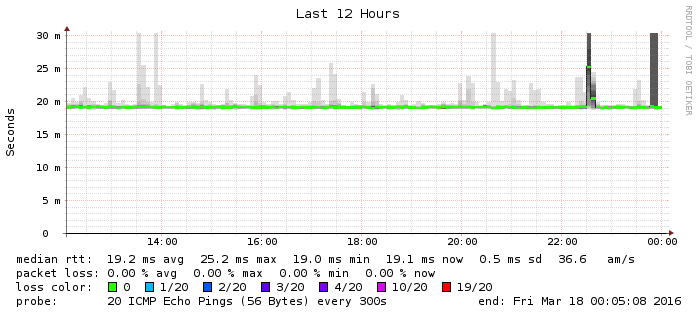 Last 12 Hours
RRDTOOL / TOBI OETIKER
Seconds
30 m
25 m
20 m
15 m
10 m
5 m
0
14:00 16:00 18:00 20:00 22:00 00:00
median rtt: 19.2 ms avg 25.2 ms max 19.0 ms min 19.1 ms now 0.5 ms sd 36.6 am/s
packet loss: 0.00 % avg 0.00 % max 0.00 % min 0.00 % now
loss color: 0 1/20 2/20 3/20 4/20 10/20 19/20
probe: 20 ICMP Echo Pings (56 Bytes) every 300s end: Fri Mar 18 00:05:08 2016